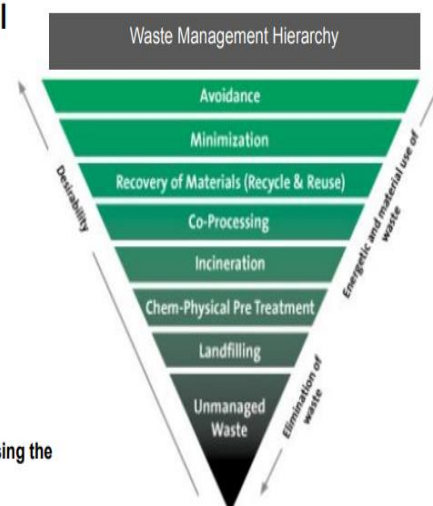 l
Waste Management Hierarchy
Avoidance
Minimization
Recovery of Materials (Recycle & Reuse)
Co-Processing
Incineration
Chem-Physical Pre Treatment
Landfilling
Unmanaged
Waste
Desirability
Energetic and material use of
waste
Elimination of
waste
sing the